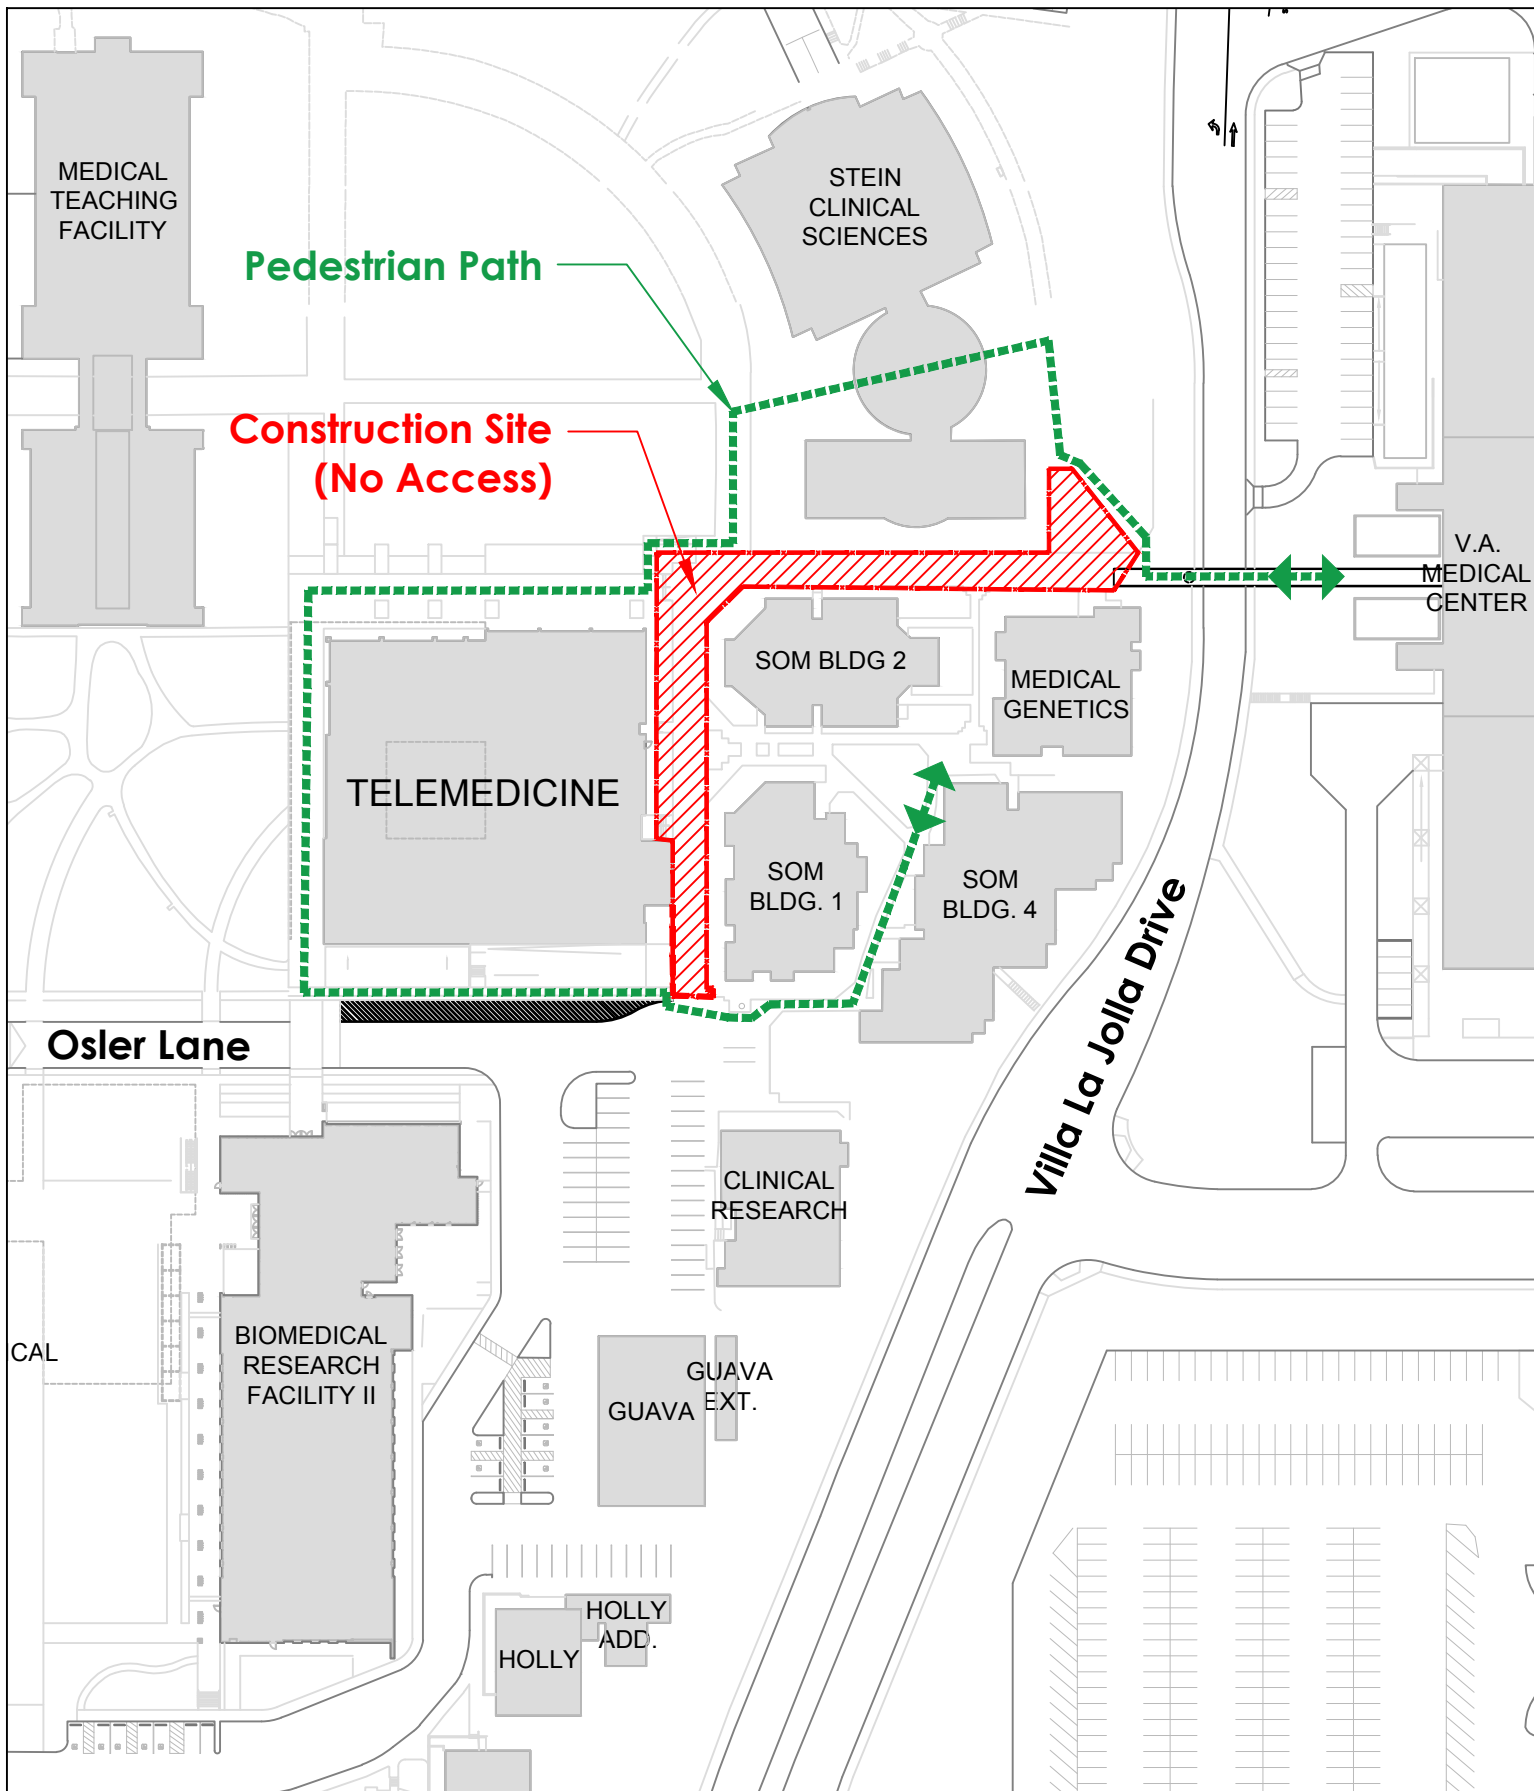 MEDICAL
TEACHING
FACILITY
STEIN
CLINICAL
SCIENCES
Pedestrian Path
Construction Site
(No Access)
V.A.
MEDICAL
CENTER
SOM BLDG 2
MEDICAL
GENETICS
TELEMEDICINE
SOM
BLDG. 1
SOM
BLDG. 4
Villa La Jolla Drive
Osler Lane
CLINICAL
RESEARCH
CAL
BIOMEDICAL
RESEARCH
FACILITY II
GUAVA
EXT.
GUAVA
HOLLY
ADD.
HOLLY